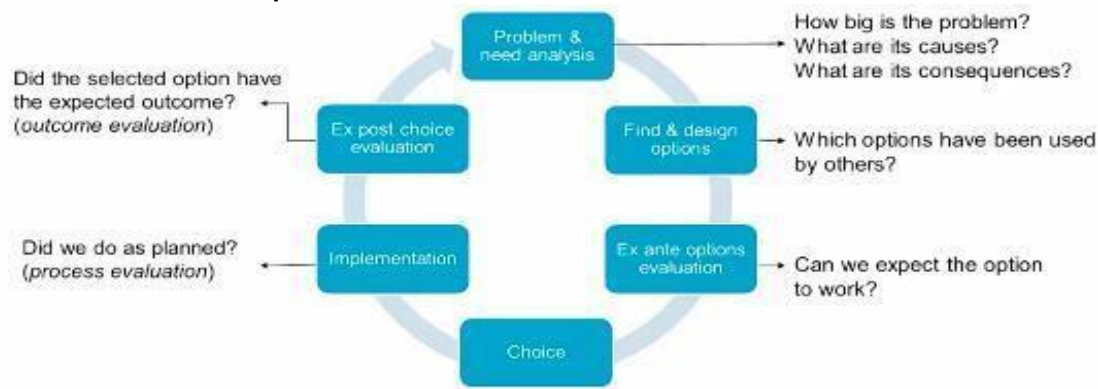 Problem &
need analysis
How big is the problem?
What are its causes?
What are its consequences?
Find & design
options
Which options have been used
by others?
Ex ante options
evaluation
Can we expect the option
to work?
Choice
Implementation
Did we do as planned?
(process evaluation)
Ex post choice
evaluation
Did the selected option have
the expected outcome?
(outcome evaluation)